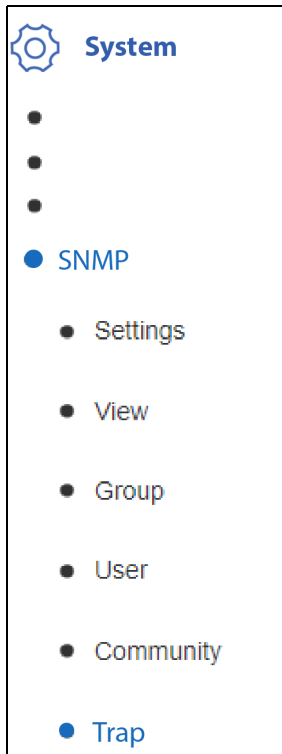 System
SNMP
Settings
View
Group
User
Community
Trap